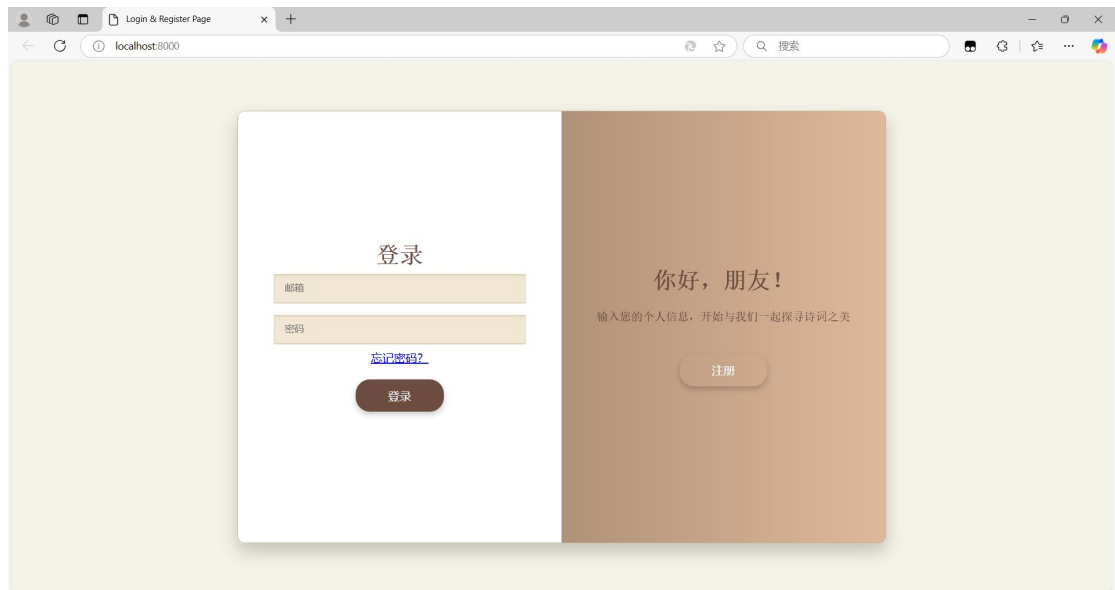 Login & Register Page
localhost:8000
搜索
登录
邮箱
密码
忘记密码？
登录
你好，朋友！
输入您的个人信息，开始与我们一起探寻诗词之美
注册